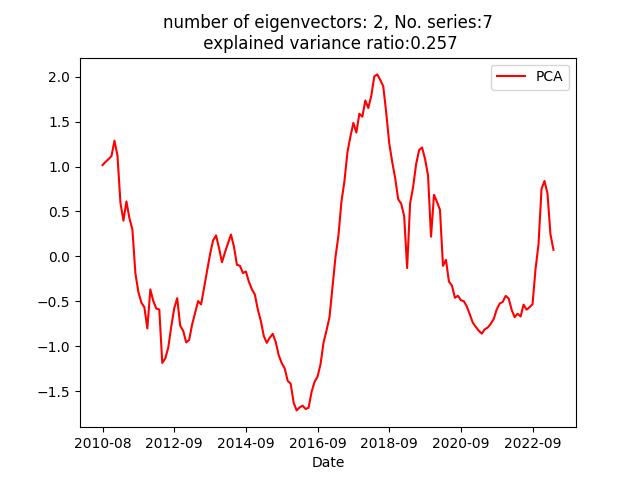 number of eigenvectors: 2, No. series:7
explained variance ratio:0.257
PCA
2.0
1.5
1.0
0.5
0.0
−0.5
−1.0
−1.5
2010-08 2012-09 2014-09 2016-09 2018-09 2020-09 2022-09
Date